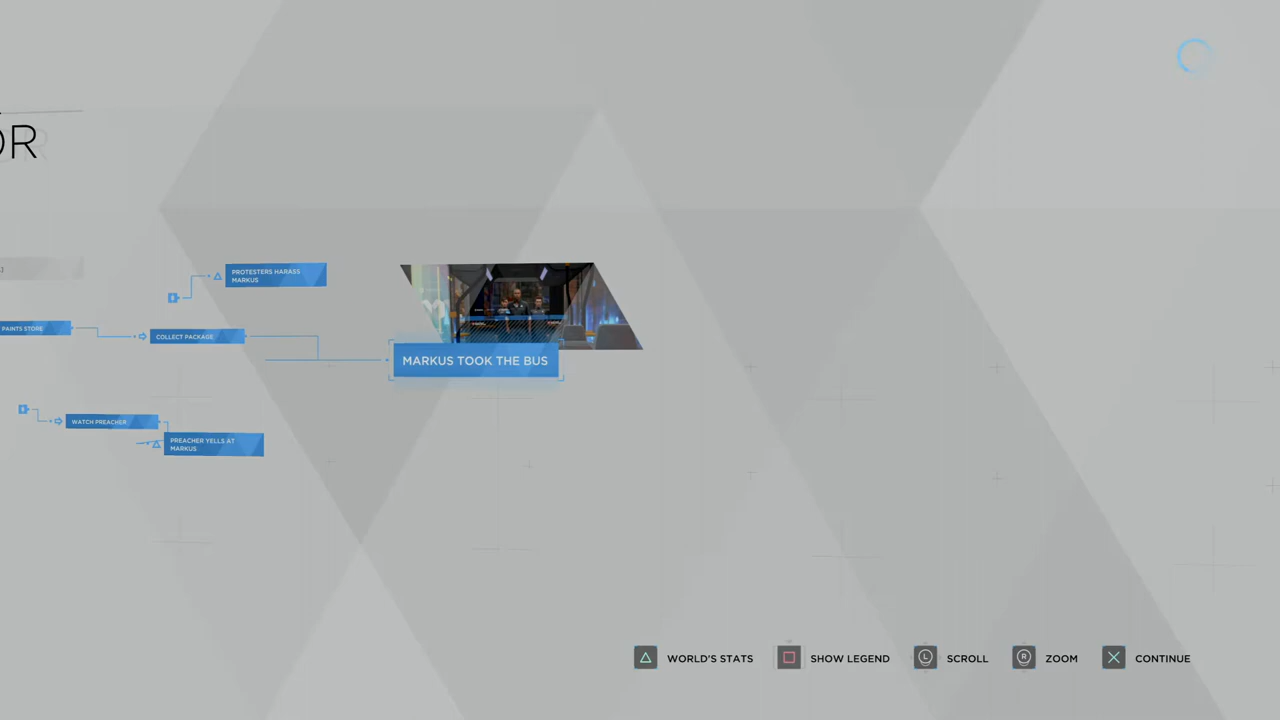 OR
PROTESTERS HARASS
MARKUS
PAINTS STORE
COLLECT PACKAGE
MARKUS TOOK THE BUS
WATCH PREACHER
PREACHER YELLS AT
MARKUS
WORLD'S STATS
SHOW LEGEND
L
SCROLL
R
ZOOM
CONTINUE